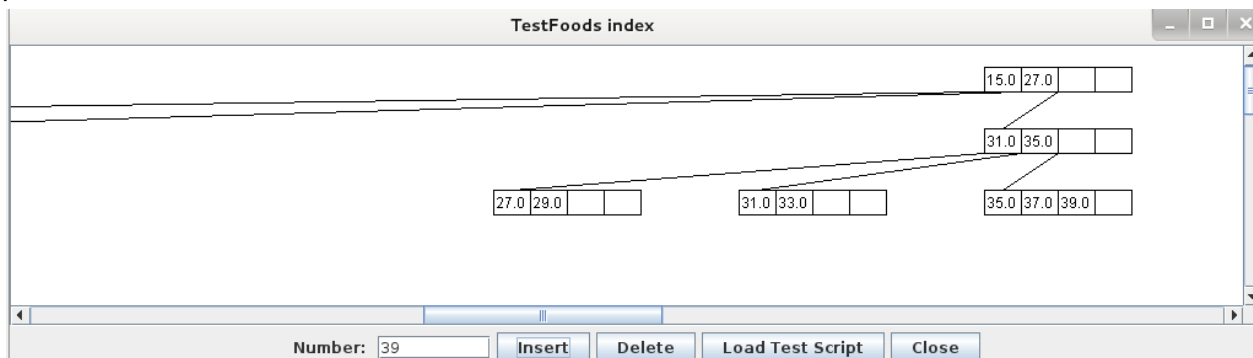 TestFoods index
15.0 27.0
31.0 35.0
27.0 29.0 31.0 33.0 35.0 37.0 39.0
Number: 39 Insert Delete Load Test Script Close